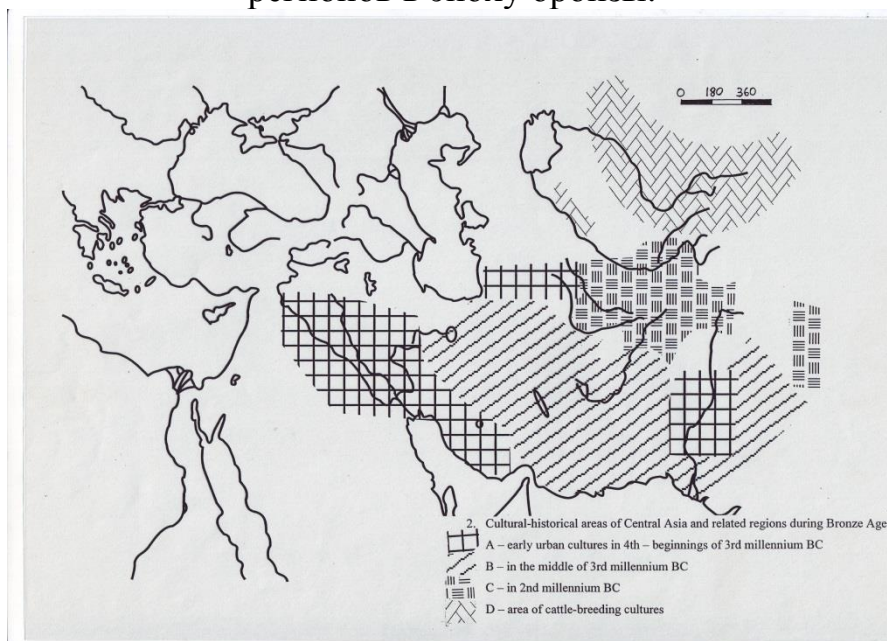 регионов в эпоху бронзы.
0 180 360
2. Cultural-historical areas of Central Asia and related regions during Bronze Age
A – early urban cultures in 4th – beginnings of 3rd millennium BC
B – in the middle of 3rd millennium BC
C – in 2nd millennium BC
D – area of cattle-breeding cultures